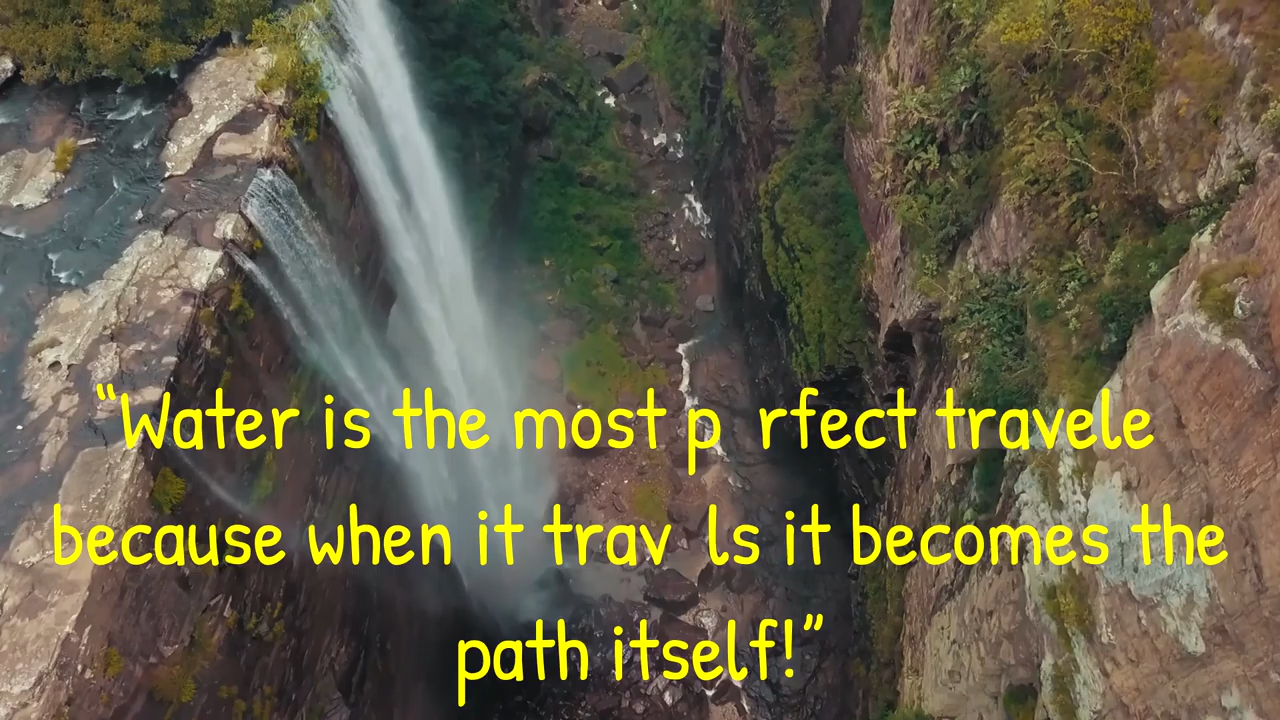 “Water is the most p rfect travele
because when it trav ls it becomes the
path itself!”